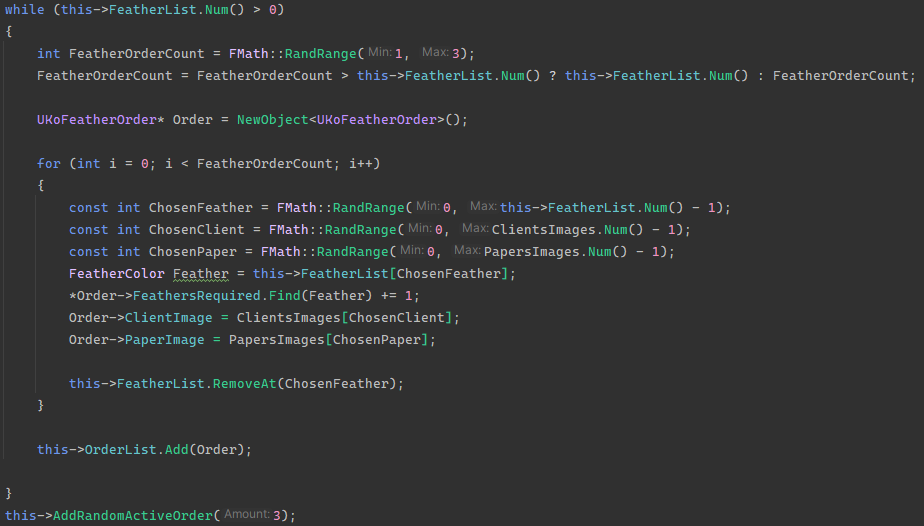 while (this->FeatherList.Num() > 0)
{
int FeatherOrderCount = FMath::RandRange( Min: 1, Max: 3);
FeatherOrderCount = FeatherOrderCount > this->FeatherList.Num() ? this->FeatherList.Num() : FeatherOrderCount;
UKoFeatherOrder* Order = NewObject<UKoFeatherOrder>();
for (int i = 0; i < FeatherOrderCount; i++)
{
const int ChosenFeather = FMath::RandRange( Min: 0, Max: this->FeatherList.Num() - 1);
const int ChosenClient = FMath::RandRange( Min: 0, Max: ClientsImages.Num() - 1);
const int ChosenPaper = FMath::RandRange( Min: 0, Max: PapersImages.Num() - 1);
FeatherColor Feather = this->FeatherList[ChosenFeather];
*Order->FeathersRequired.Find(Feather) += 1;
Order->ClientImage = ClientsImages[ChosenClient];
Order->PaperImage = PapersImages[ChosenPaper];
this->FeatherList.RemoveAt(ChosenFeather);
}
this->OrderList.Add(Order);
}
this->AddRandomActiveOrder( Amount: 3);